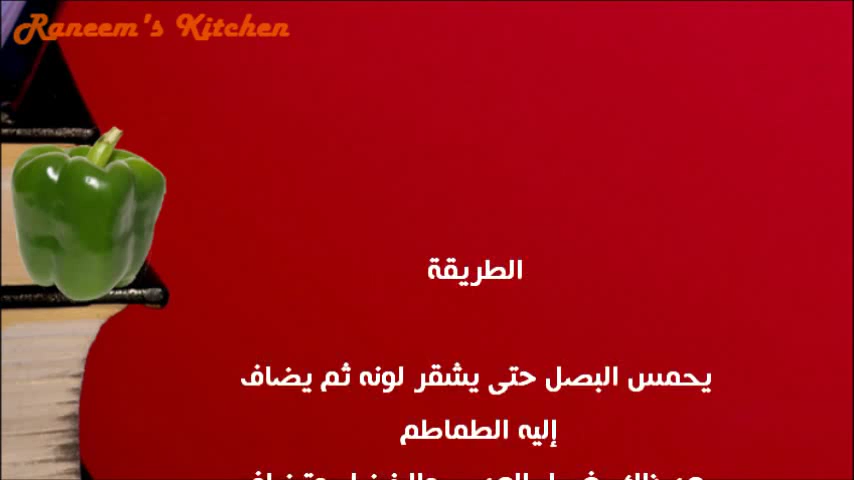 Raneem's Kitchen
الطريقة
يحمس البصل حتى يشقر لونه ثم يضاف
إليه الطماطم